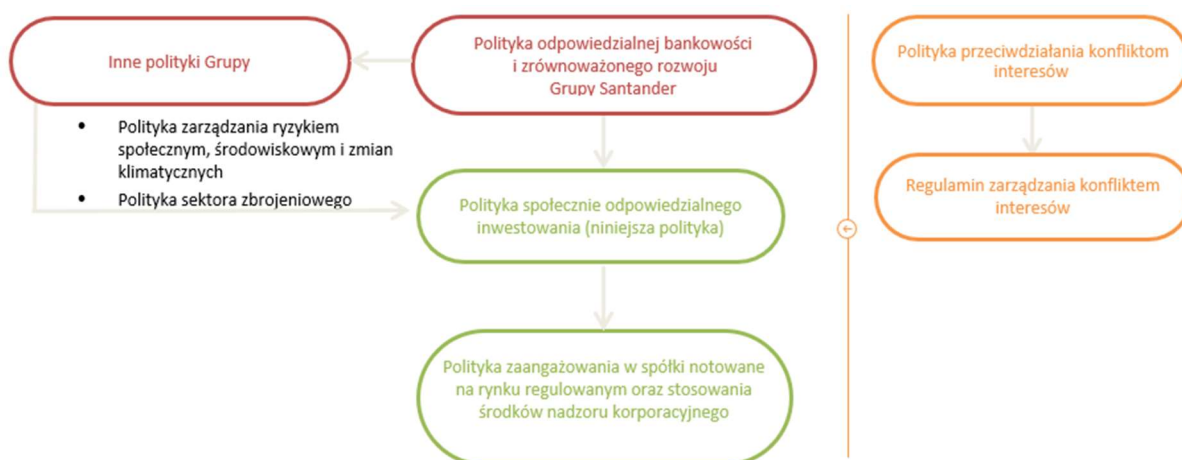 Inne polityki Grupy
Polityka odpowiedzialnej bankowości
i zrównoważonego rozwoju
Grupy Santander
• Polityka zarządzania ryzykiem
społecznym, środowiskowym i zmian
klimatycznych
• Polityka sektora zbrojeniowego
Polityka społecznie odpowiedzialnego
inwestowania (niniejsza polityka)
Polityka zaangażowania w spółki notowane
na rynku regulowanym oraz stosowania
środków nadzoru korporacyjnego
Polityka przeciwdziałania konfliktom
interesów
Regulamin zarządzania konfliktem
interesów